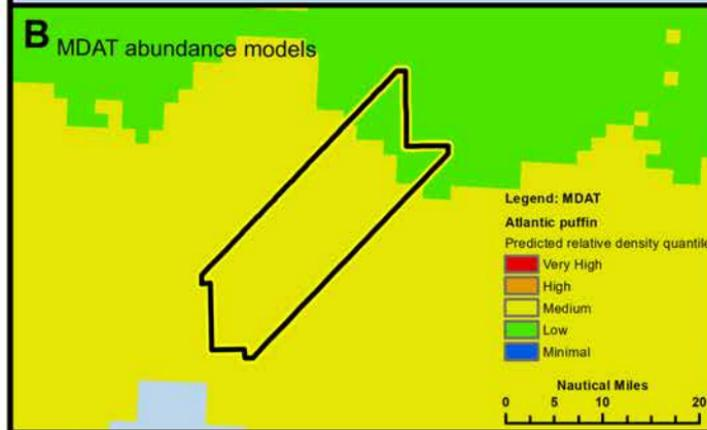 B MDAT abundance models
Legend: MDAT
Atlantic puffin
Predicted relative density quantile
Very High
High
Medium
Low
Minimal
Nautical Miles
0 5 10 20